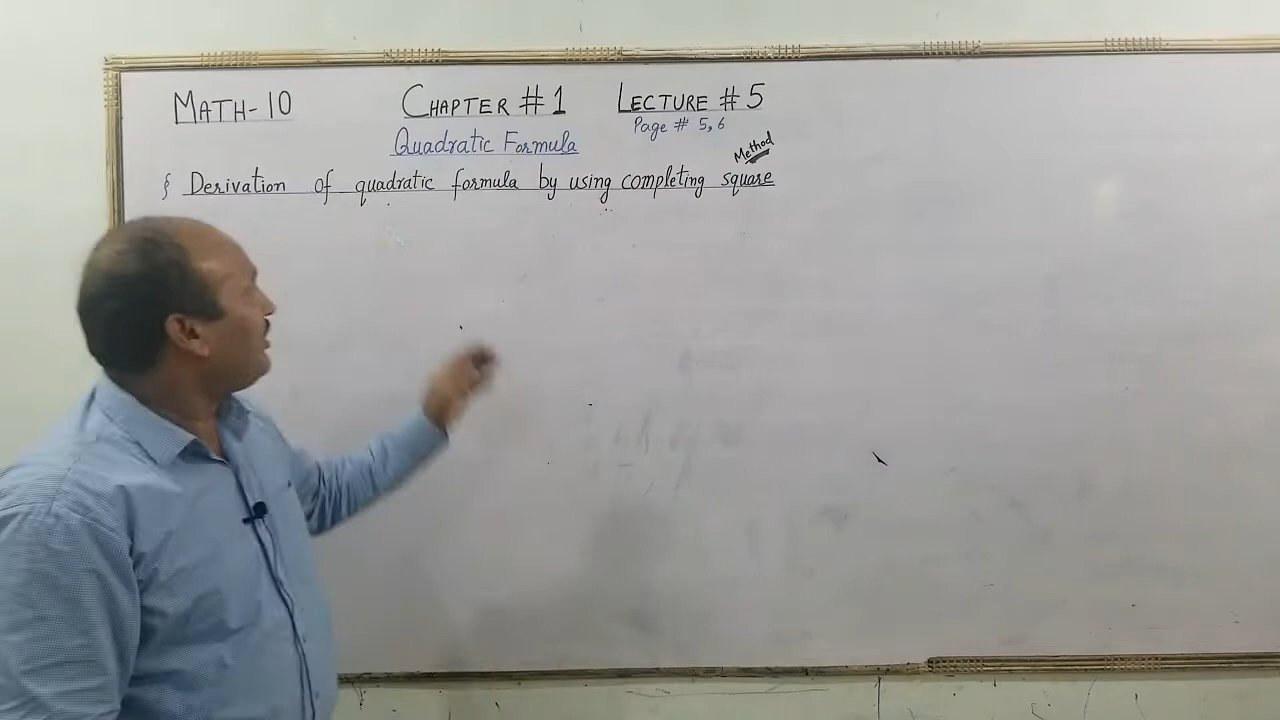 MATH-10 CHAPTER # 1 LECTURE # 5
Page # 5,6
Quadratic Formula
Method
§ Derivation of quadratic formula by using completing square